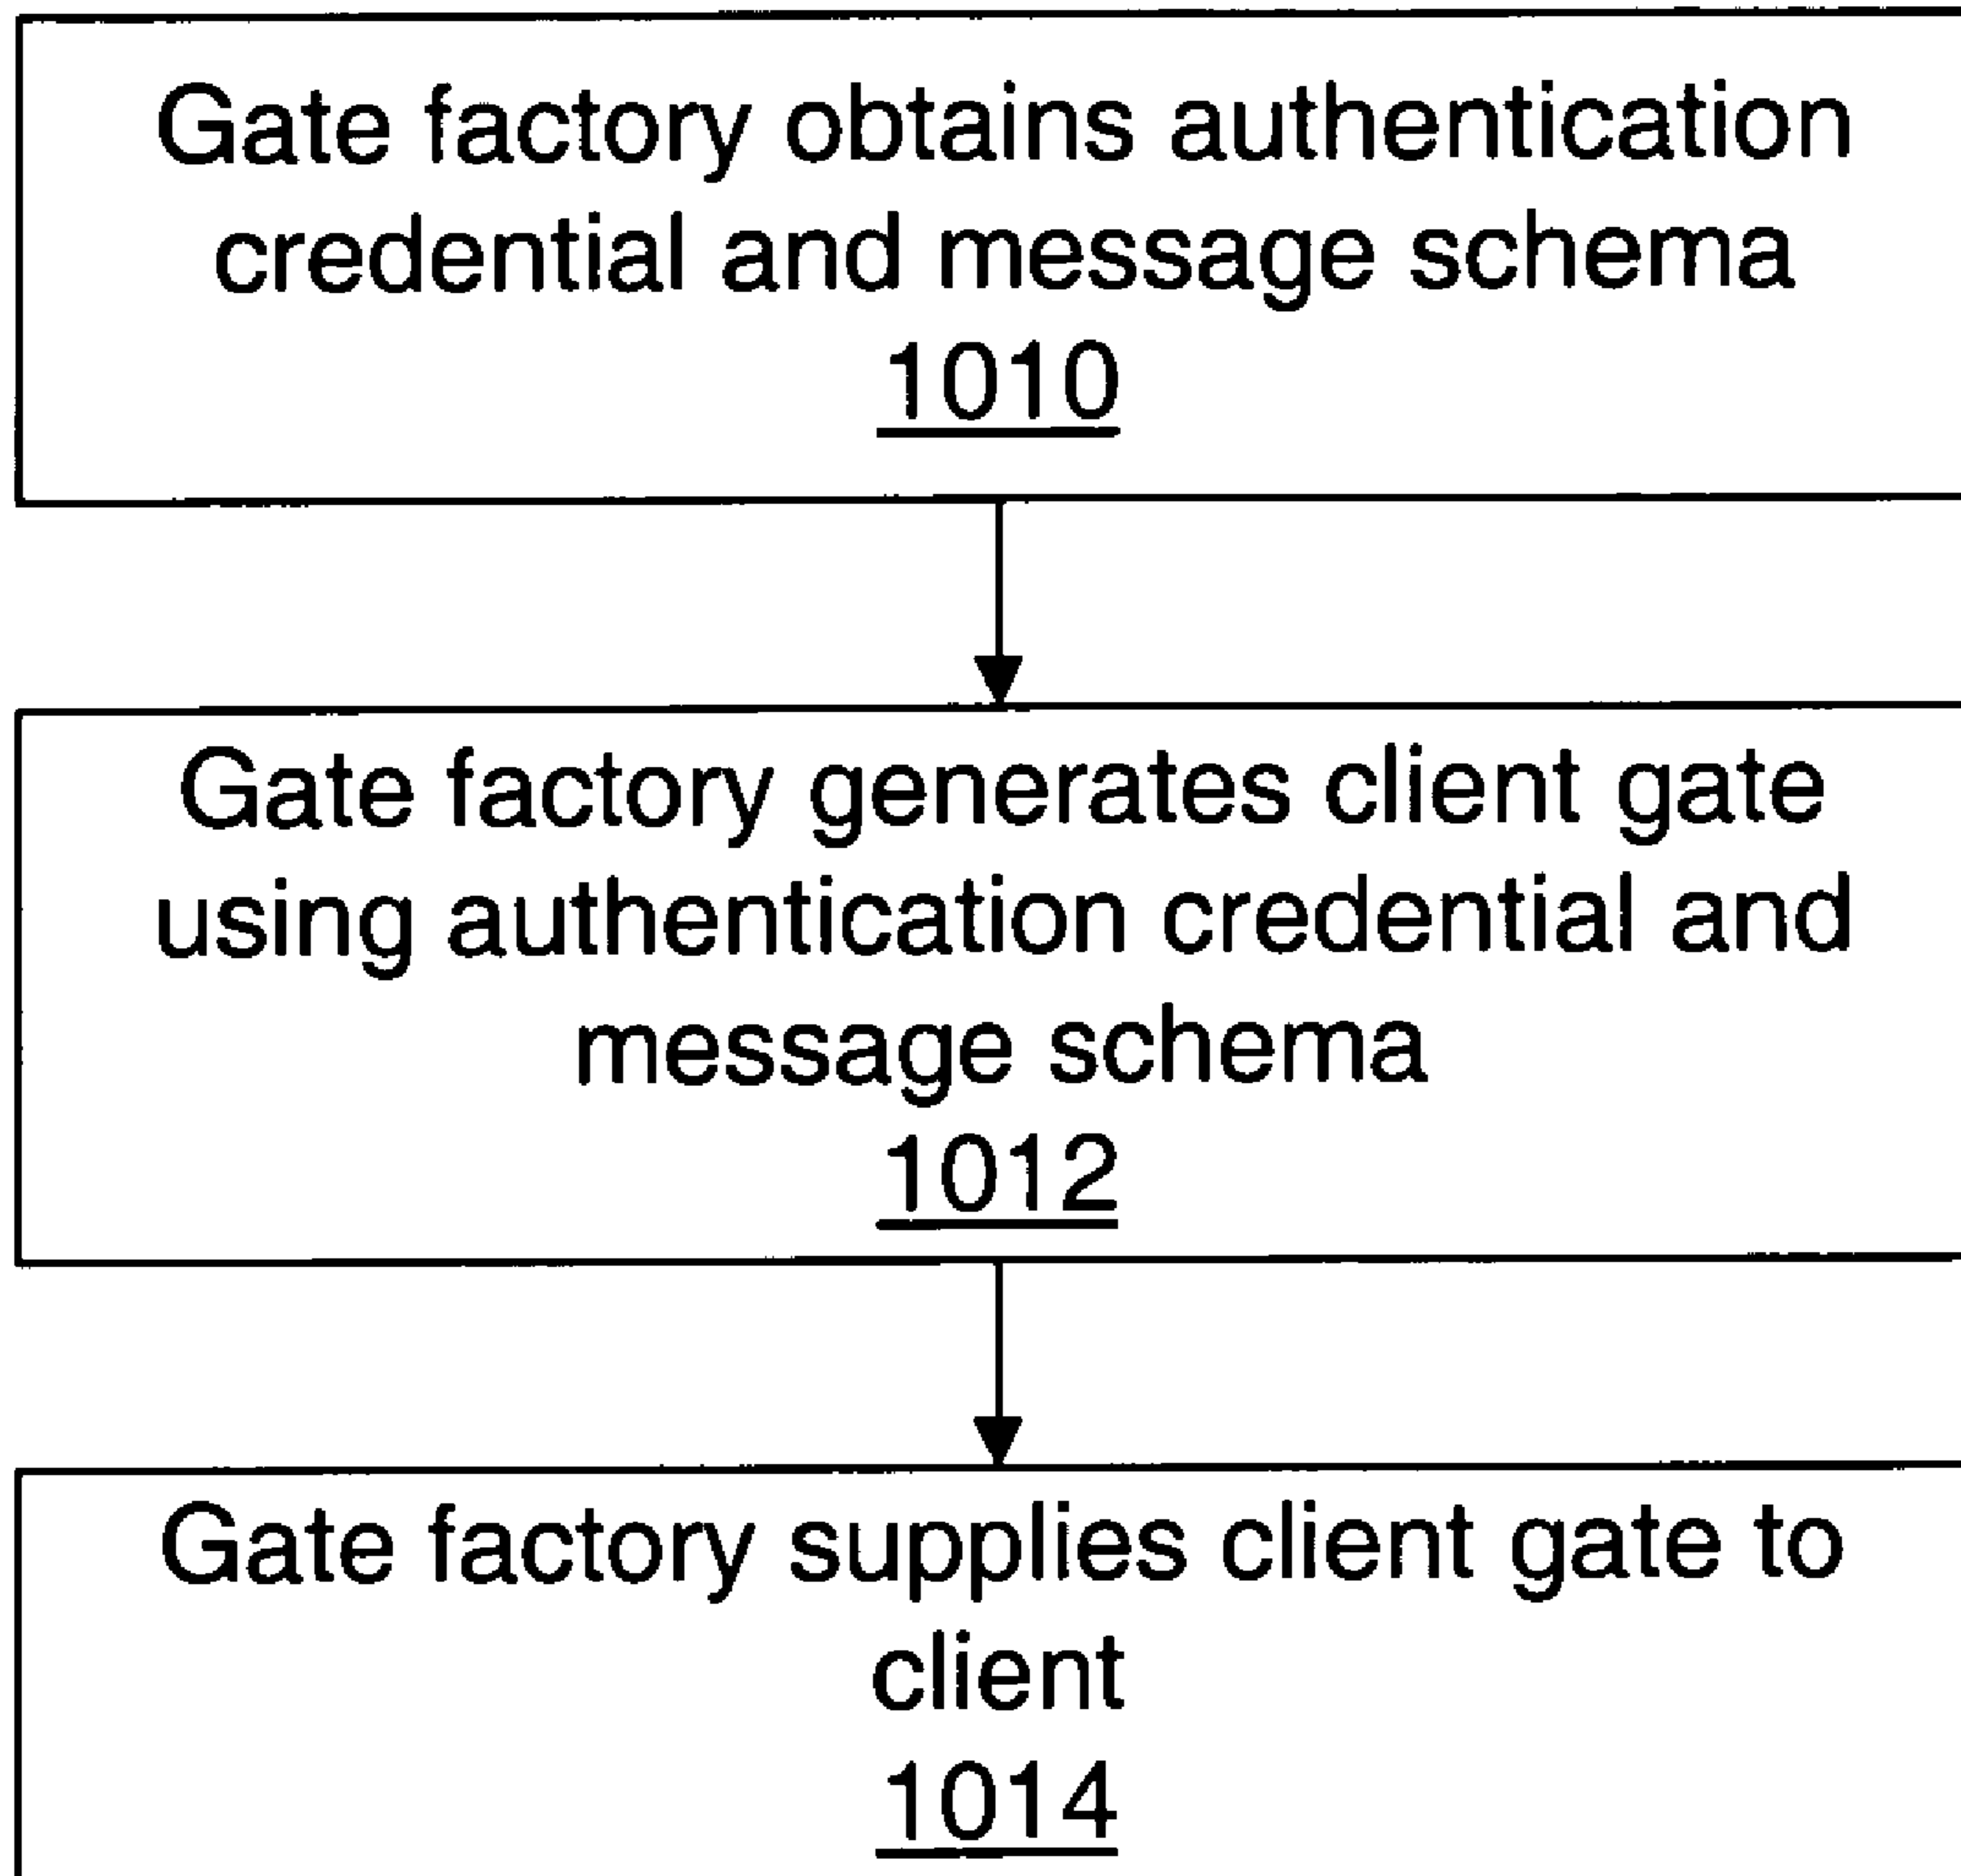 Gate factory obtains authentication
credential and message schema
1010
Gate factory generates client gate
using authentication credential and
message schema
1012
Gate factory supplies client gate to
client
1014